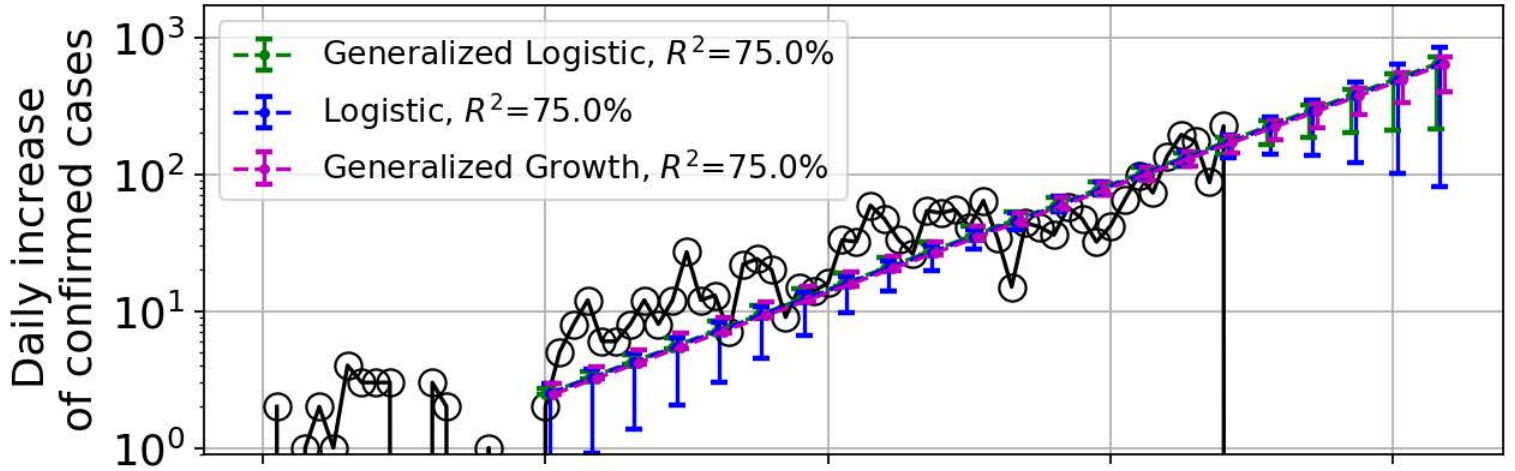 Daily increase
of confirmed cases
10³
10²
10¹
10⁰
Generalized Logistic, R²=75.0%
Logistic, R²=75.0%
Generalized Growth, R²=75.0%